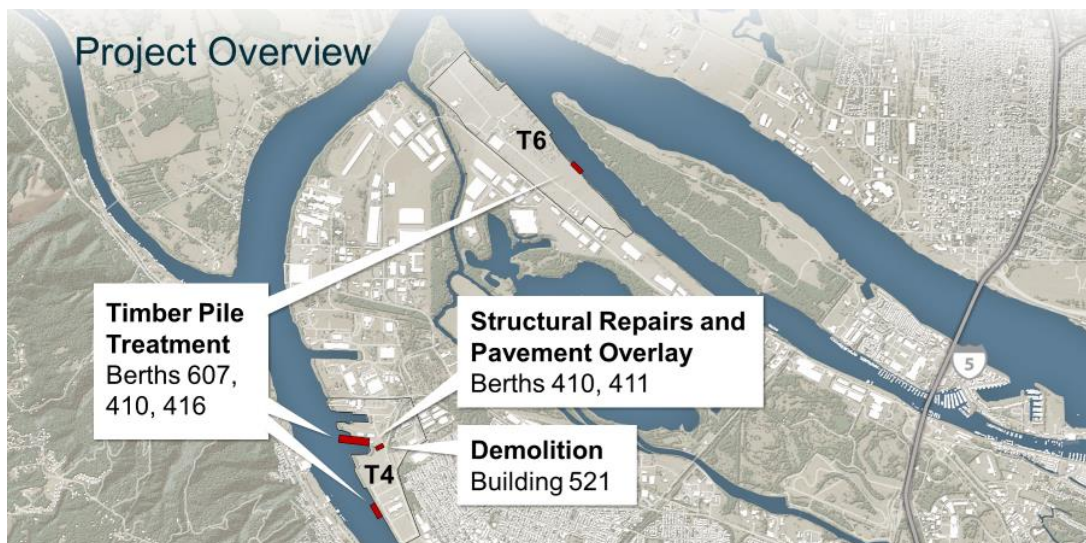 Project Overview
T6
Timber Pile
Treatment
Berths 607,
410, 416
Structural Repairs and
Pavement Overlay
Berths 410, 411
5
Demolition
Building 521
T4